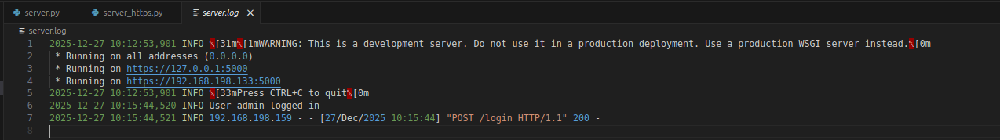 server.py server_https.py server.log ×
server.log
1 2025-12-27 10:12:53,901 INFO ␛[31m␛[1mWARNING: This is a development server. Do not use it in a production deployment. Use a production WSGI server instead.␛[0m
2 * Running on all addresses (0.0.0.0)
3 * Running on https://127.0.0.1:5000
4 * Running on https://192.168.198.133:5000
5 2025-12-27 10:12:53,901 INFO ␛[33mPress CTRL+C to quit␛[0m
6 2025-12-27 10:15:44,520 INFO User admin logged in
7 2025-12-27 10:15:44,521 INFO 192.168.198.159 - - [27/Dec/2025 10:15:44] "POST /login HTTP/1.1" 200 -
8